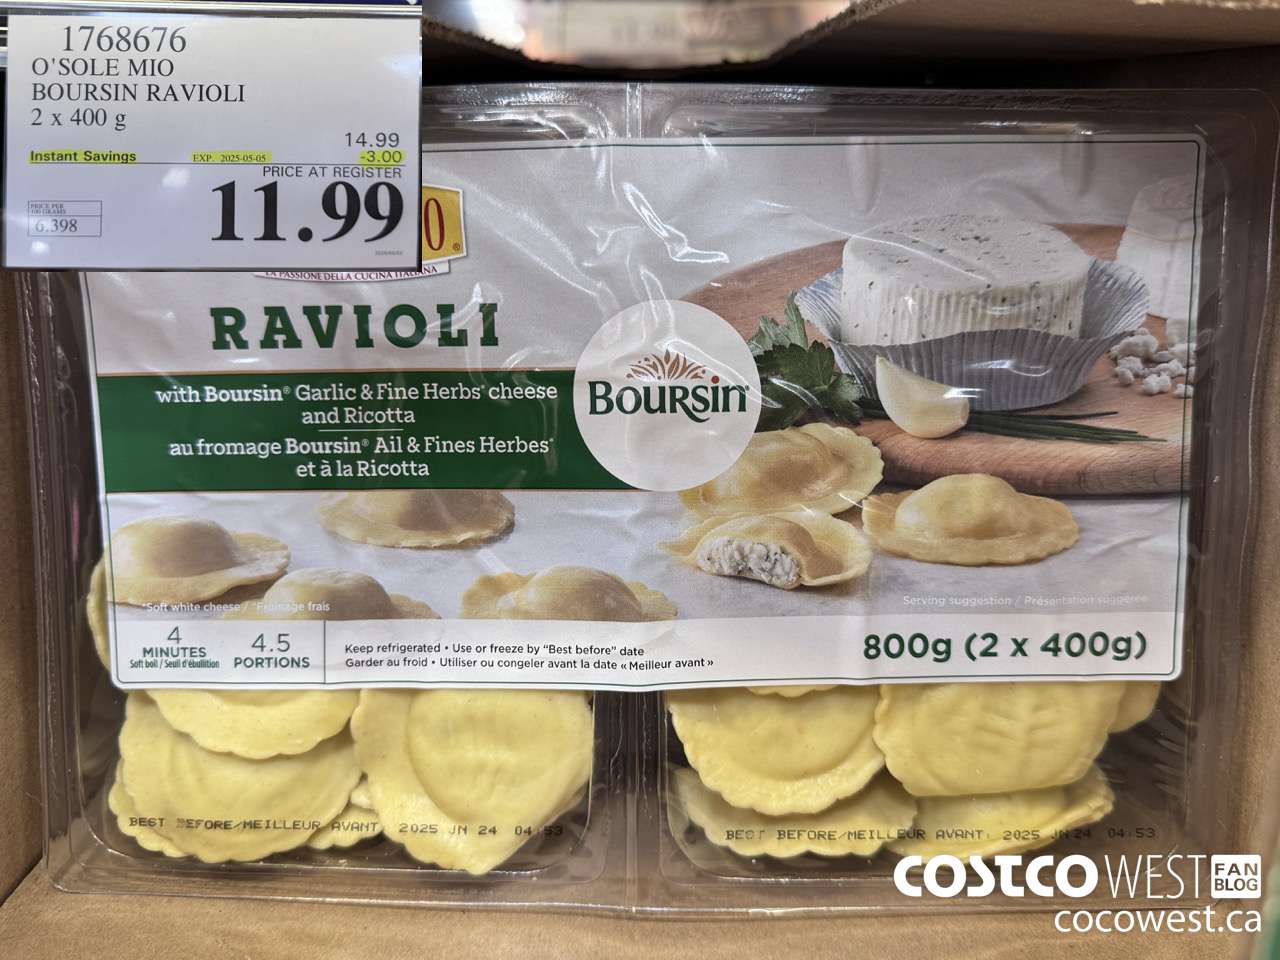 1768676
O'SOLE MIO
BOURSIN RAVIOLI
2 x 400 g
14.99
Instant Savings EXP. 2025-05-05 -3.00
PRICE AT REGISTER
11.99
PRICE PER
100 GRAMS
6.398
O®
LA PASSIONE DELLA CUCINA ITALIANA
RAVIOLI
with Boursin® Garlic & Fine Herbs* cheese
and Ricotta
au fromage Boursin® Ail & Fines Herbes*
et à la Ricotta
BOURSIN
*Soft white cheese / *Fromage frais
Serving suggestion / Présentation suggérée
4
MINUTES
Soft boil / Seuil d'ébullition
4.5
PORTIONS
Keep refrigerated • Use or freeze by "Best before" date
Garder au froid • Utiliser ou congeler avant la date « Meilleur avant »
800g (2 x 400g)
BEST BEFORE/MEILLEUR AVANT: 2025 JN 24 04:53
BEST BEFORE/MEILLEUR AVANT: 2025 JN 24 04:53
COSTCO WEST FAN BLOG
cocowest.ca